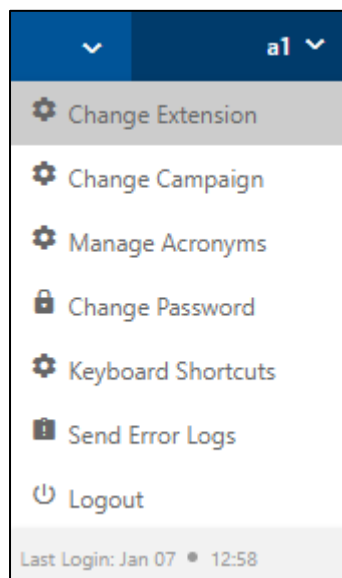 a1
Change Extension
Change Campaign
Manage Acronyms
Change Password
Keyboard Shortcuts
Send Error Logs
Logout
Last Login: Jan 07 • 12:58